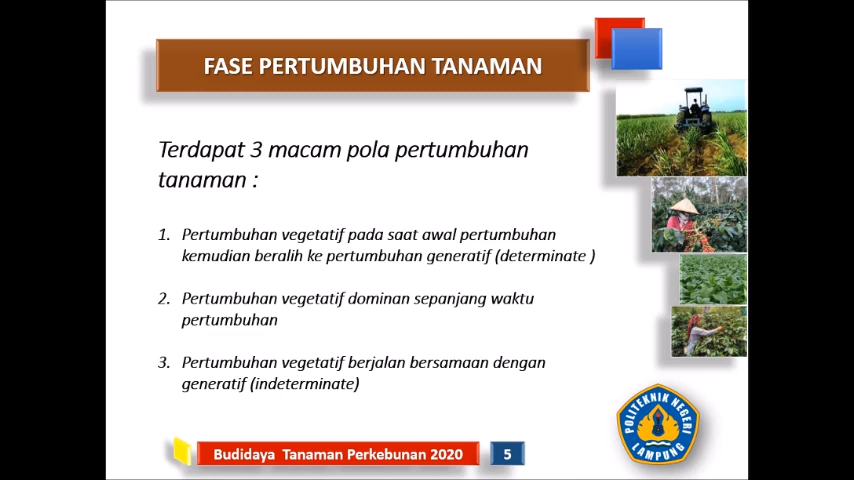 FASE PERTUMBUHAN TANAMAN
Terdapat 3 macam pola pertumbuhan
tanaman :
1. Pertumbuhan vegetatif pada saat awal pertumbuhan
kemudian beralih ke pertumbuhan generatif (determinate )
2. Pertumbuhan vegetatif dominan sepanjang waktu
pertumbuhan
3. Pertumbuhan vegetatif berjalan bersamaan dengan
generatif (indeterminate)
POLITEKNIK NEGERI
LAMPUNG
Budidaya Tanaman Perkebunan 2020
5